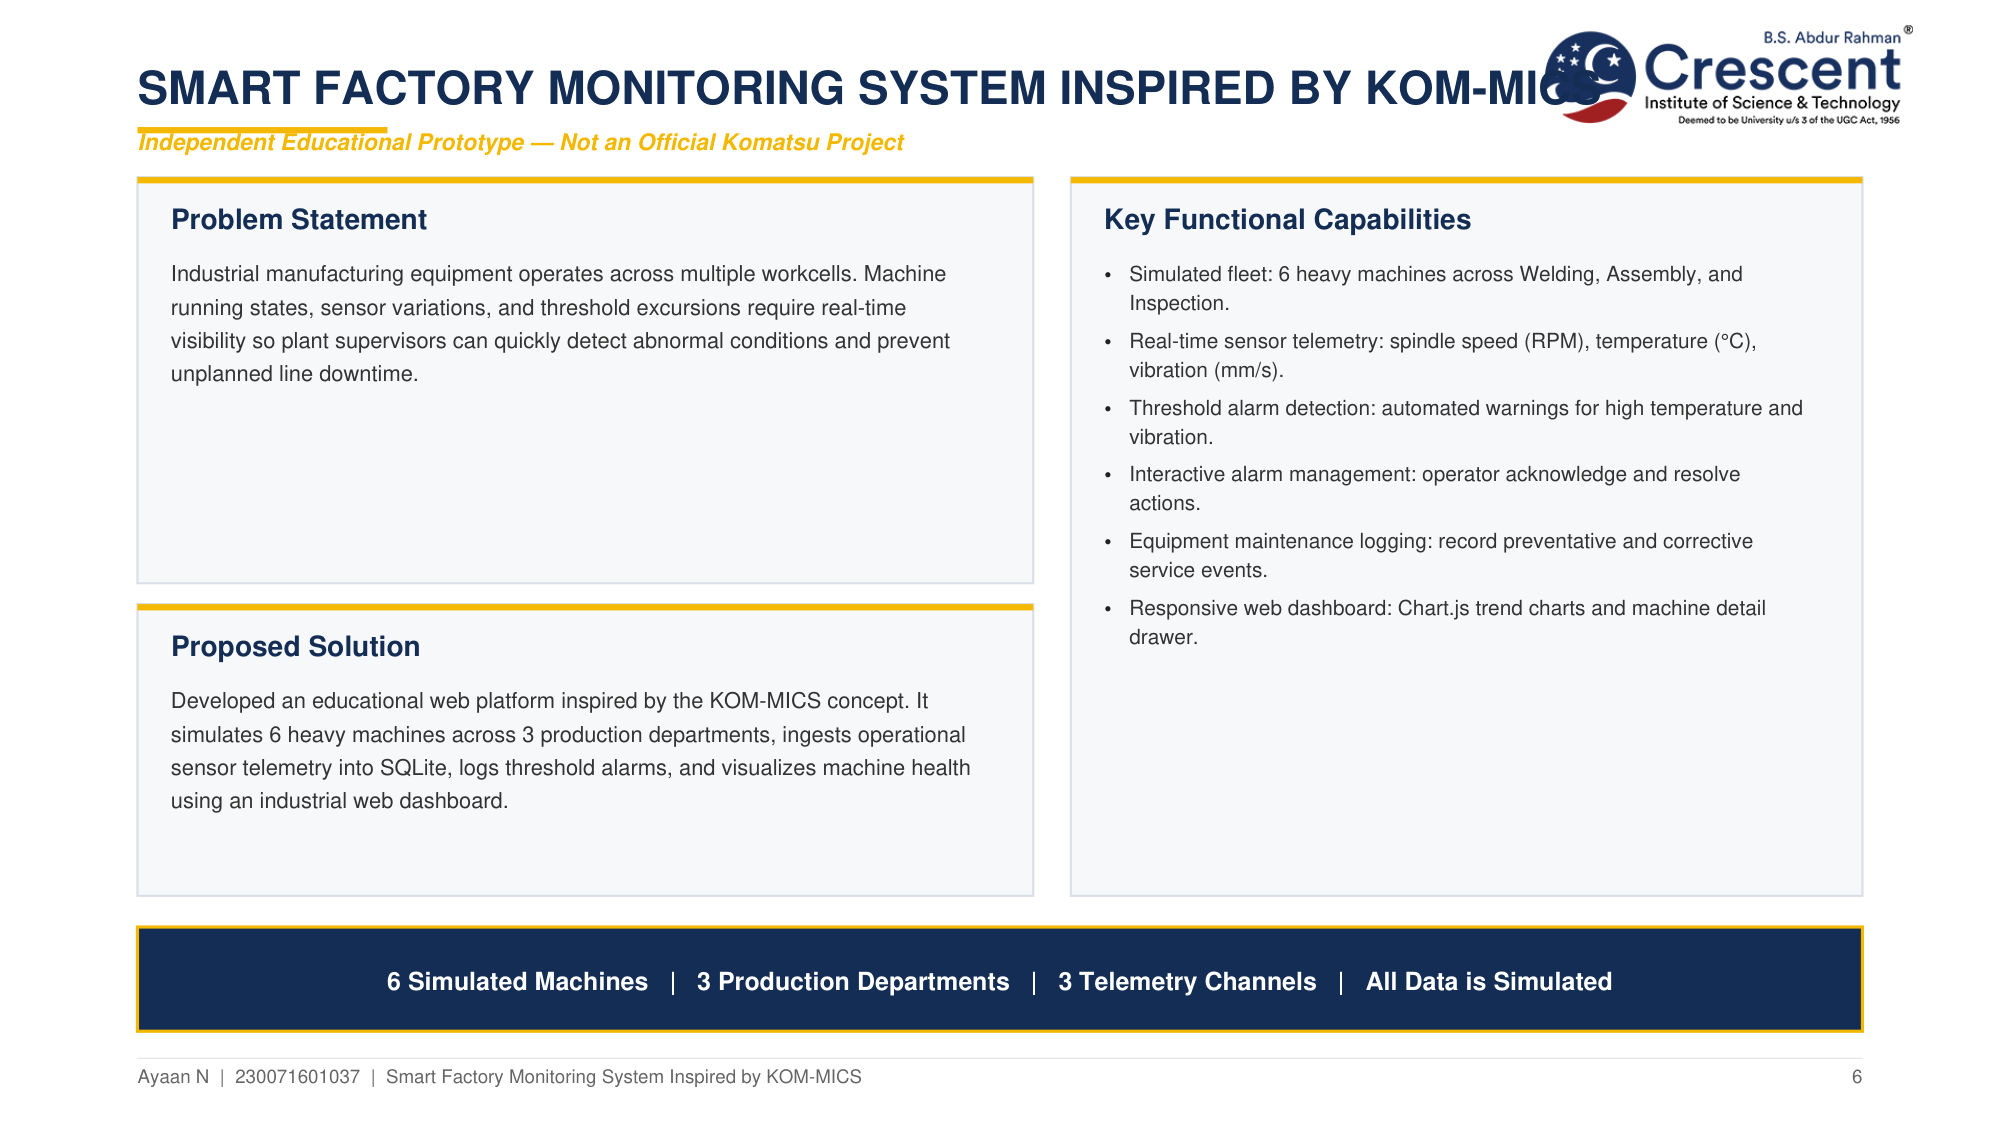 SMART FACTORY MONITORING SYSTEM INSPIRED BY KOM-MICS
B.S. Abdur Rahman®
Crescent
Institute of Science & Technology
Deemed to be University u/s 3 of the UGC Act, 1956
Independent Educational Prototype — Not an Official Komatsu Project
Problem Statement
Industrial manufacturing equipment operates across multiple workcells. Machine
running states, sensor variations, and threshold excursions require real-time
visibility so plant supervisors can quickly detect abnormal conditions and prevent
unplanned line downtime.
Proposed Solution
Developed an educational web platform inspired by the KOM-MICS concept. It
simulates 6 heavy machines across 3 production departments, ingests operational
sensor telemetry into SQLite, logs threshold alarms, and visualizes machine health
using an industrial web dashboard.
Key Functional Capabilities
• Simulated fleet: 6 heavy machines across Welding, Assembly, and
Inspection.
• Real-time sensor telemetry: spindle speed (RPM), temperature (°C),
vibration (mm/s).
• Threshold alarm detection: automated warnings for high temperature and
vibration.
• Interactive alarm management: operator acknowledge and resolve
actions.
• Equipment maintenance logging: record preventative and corrective
service events.
• Responsive web dashboard: Chart.js trend charts and machine detail
drawer.
6 Simulated Machines | 3 Production Departments | 3 Telemetry Channels | All Data is Simulated
Ayaan N | 230071601037 | Smart Factory Monitoring System Inspired by KOM-MICS
6